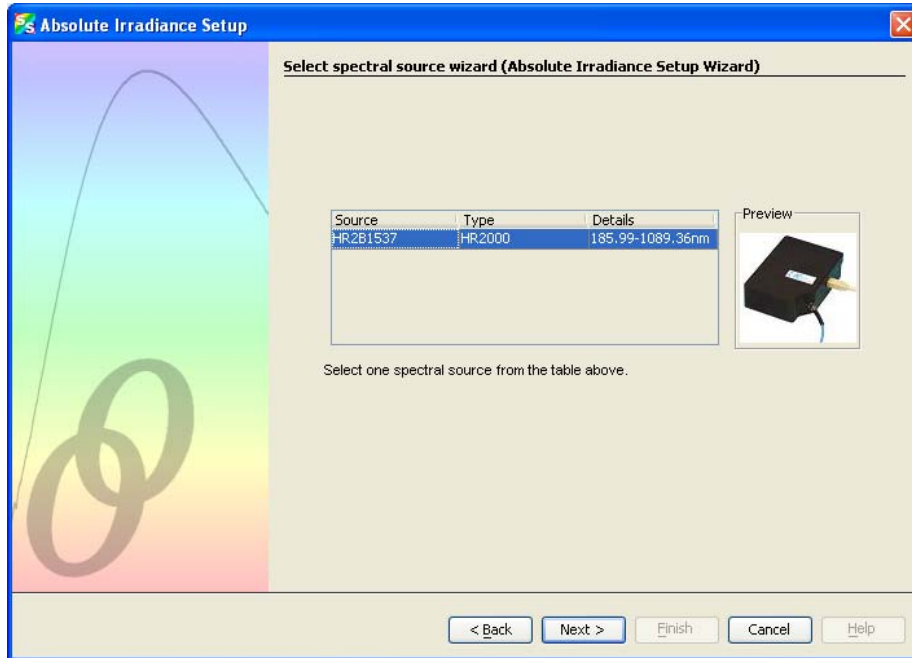 Absolute Irradiance Setup
Select spectral source wizard (Absolute Irradiance Setup Wizard)
Source Type Details
HR2B1537 HR2000 185.99-1089.36nm
Preview
Select one spectral source from the table above.
< Back Next > Finish Cancel Help